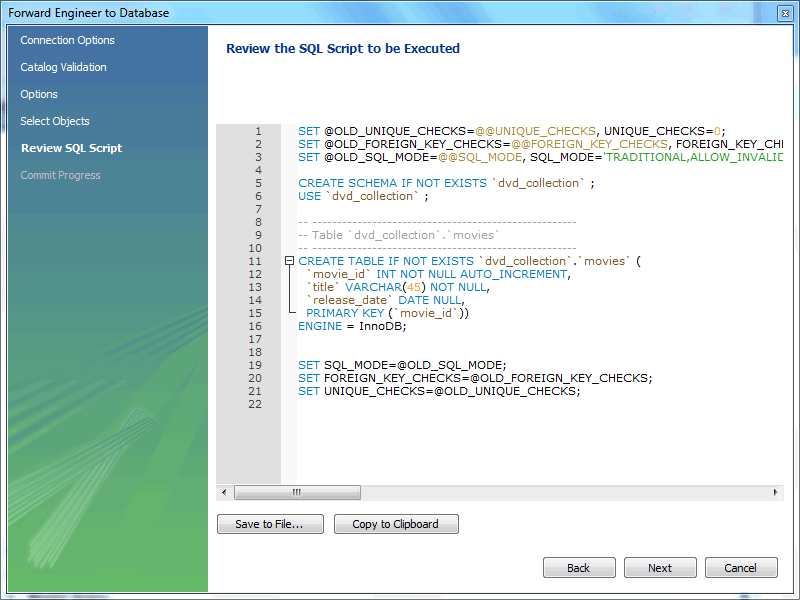 Forward Engineer to Database
Connection Options
Catalog Validation
Options
Select Objects
Review SQL Script
Commit Progress
Review the SQL Script to be Executed
1 SET @OLD_UNIQUE_CHECKS=@@UNIQUE_CHECKS, UNIQUE_CHECKS=0;
2 SET @OLD_FOREIGN_KEY_CHECKS=@@FOREIGN_KEY_CHECKS, FOREIGN_KEY_CH
3 SET @OLD_SQL_MODE=@@SQL_MODE, SQL_MODE='TRADITIONAL,ALLOW_INVALID
4
5 CREATE SCHEMA IF NOT EXISTS `dvd_collection` ;
6 USE `dvd_collection` ;
7
8 -- -----------------------------------------------------
9 -- Table `dvd_collection`.`movies`
10 -- -----------------------------------------------------
11 CREATE TABLE IF NOT EXISTS `dvd_collection`.`movies` (
12 `movie_id` INT NOT NULL AUTO_INCREMENT,
13 `title` VARCHAR(45) NOT NULL,
14 `release_date` DATE NULL,
15 PRIMARY KEY (`movie_id`))
16 ENGINE = InnoDB;
17
18
19 SET SQL_MODE=@OLD_SQL_MODE;
20 SET FOREIGN_KEY_CHECKS=@OLD_FOREIGN_KEY_CHECKS;
21 SET UNIQUE_CHECKS=@OLD_UNIQUE_CHECKS;
22
Save to File... Copy to Clipboard
Back Next Cancel